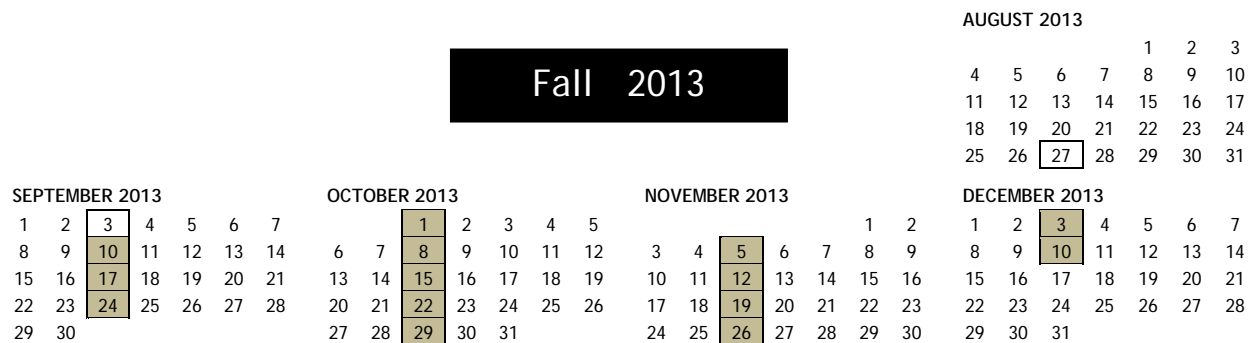 AUGUST 2013
1 2 3
Fall 2013
4 5 6 7 8 9 10
11 12 13 14 15 16 17
18 19 20 21 22 23 24
25 26 27 28 29 30 31
SEPTEMBER 2013
1 2 3 4 5 6 7
8 9 10 11 12 13 14
15 16 17 18 19 20 21
22 23 24 25 26 27 28
29 30
OCTOBER 2013
1 2 3 4 5
6 7 8 9 10 11 12
13 14 15 16 17 18 19
20 21 22 23 24 25 26
27 28 29 30 31
NOVEMBER 2013
1 2
3 4 5 6 7 8 9
10 11 12 13 14 15 16
17 18 19 20 21 22 23
24 25 26 27 28 29 30
DECEMBER 2013
1 2 3 4 5 6 7
8 9 10 11 12 13 14
15 16 17 18 19 20 21
22 23 24 25 26 27 28
29 30 31